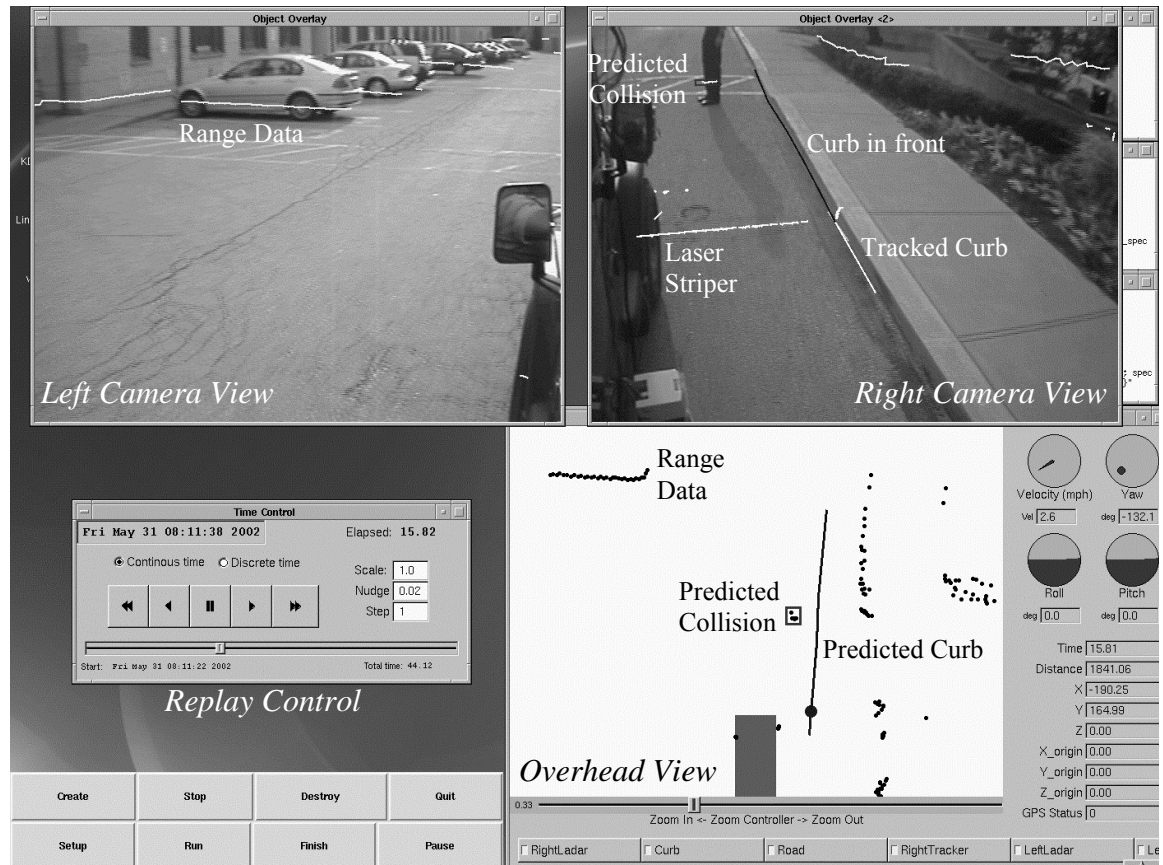 Object Overlay
Range Data
Left Camera View
Object Overlay <2>
Predicted
Collision
Curb in front
Tracked Curb
Laser
Striper
Right Camera View
_spec
spec
Time Control
Fri May 31 08:11:38 2002
Elapsed: 15.82
Continous time
Discrete time
Scale: 1.0
Nudge 0.02
Step 1
Start: Fri May 31 08:11:22 2002
Total time: 44.12
Replay Control
Create
Stop
Destroy
Quit
Setup
Run
Finish
Pause
Range
Data
Predicted
Collision
Predicted Curb
Overhead View
0.33
Zoom In <- Zoom Controller -> Zoom Out
RightLadar
Curb
Road
RightTracker
LeftLadar
Le
Velocity (mph)
Yaw
Vel 2.6
deg -132.1
Roll
Pitch
deg 0.0
deg 0.0
Time 15.81
Distance 1841.06
X -190.25
Y 164.99
Z 0.00
X_origin 0.00
Y_origin 0.00
Z_origin 0.00
GPS Status 0